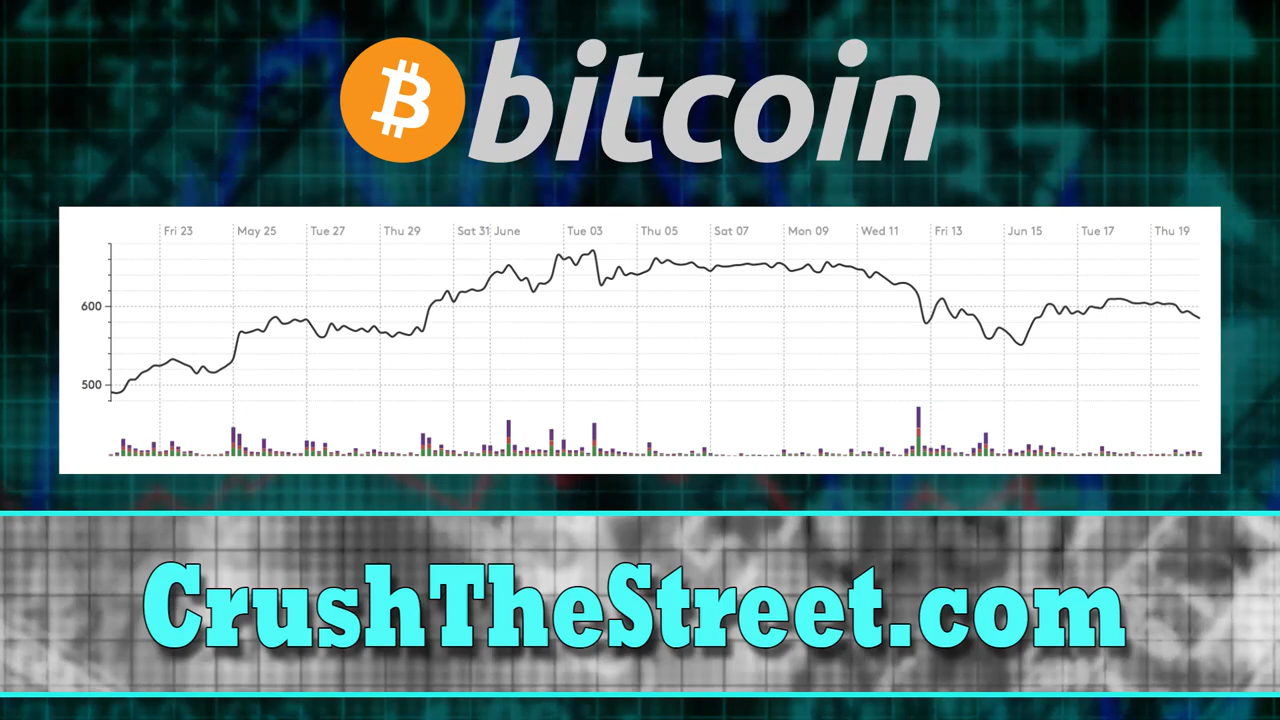 bitcoin
Fri 23 May 25 Tue 27 Thu 29 Sat 31 June Tue 03 Thu 05 Sat 07 Mon 09 Wed 11 Fri 13 Jun 15 Tue 17 Thu 19
600
500
CrushTheStreet.com